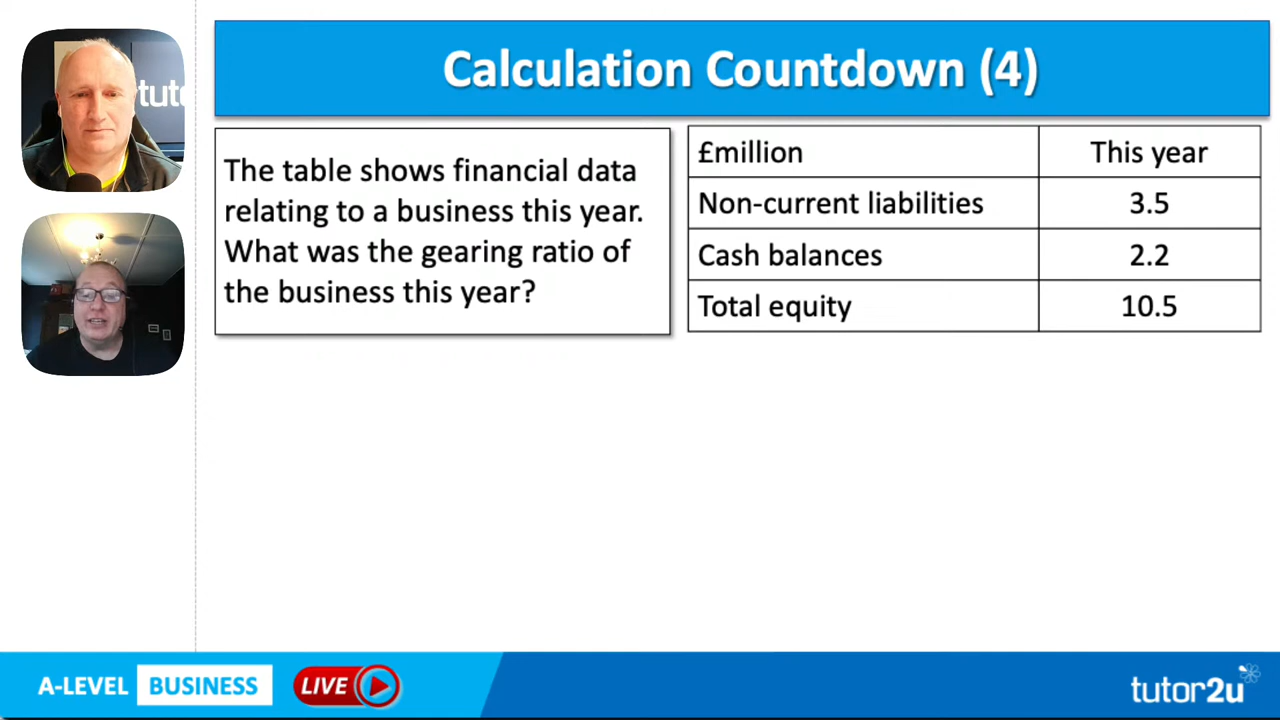 Calculation Countdown (4)
tut
The table shows financial data
relating to a business this year.
What was the gearing ratio of
the business this year?
£million This year
Non-current liabilities 3.5
Cash balances 2.2
Total equity 10.5
A-LEVEL BUSINESS LIVE
tutor2u